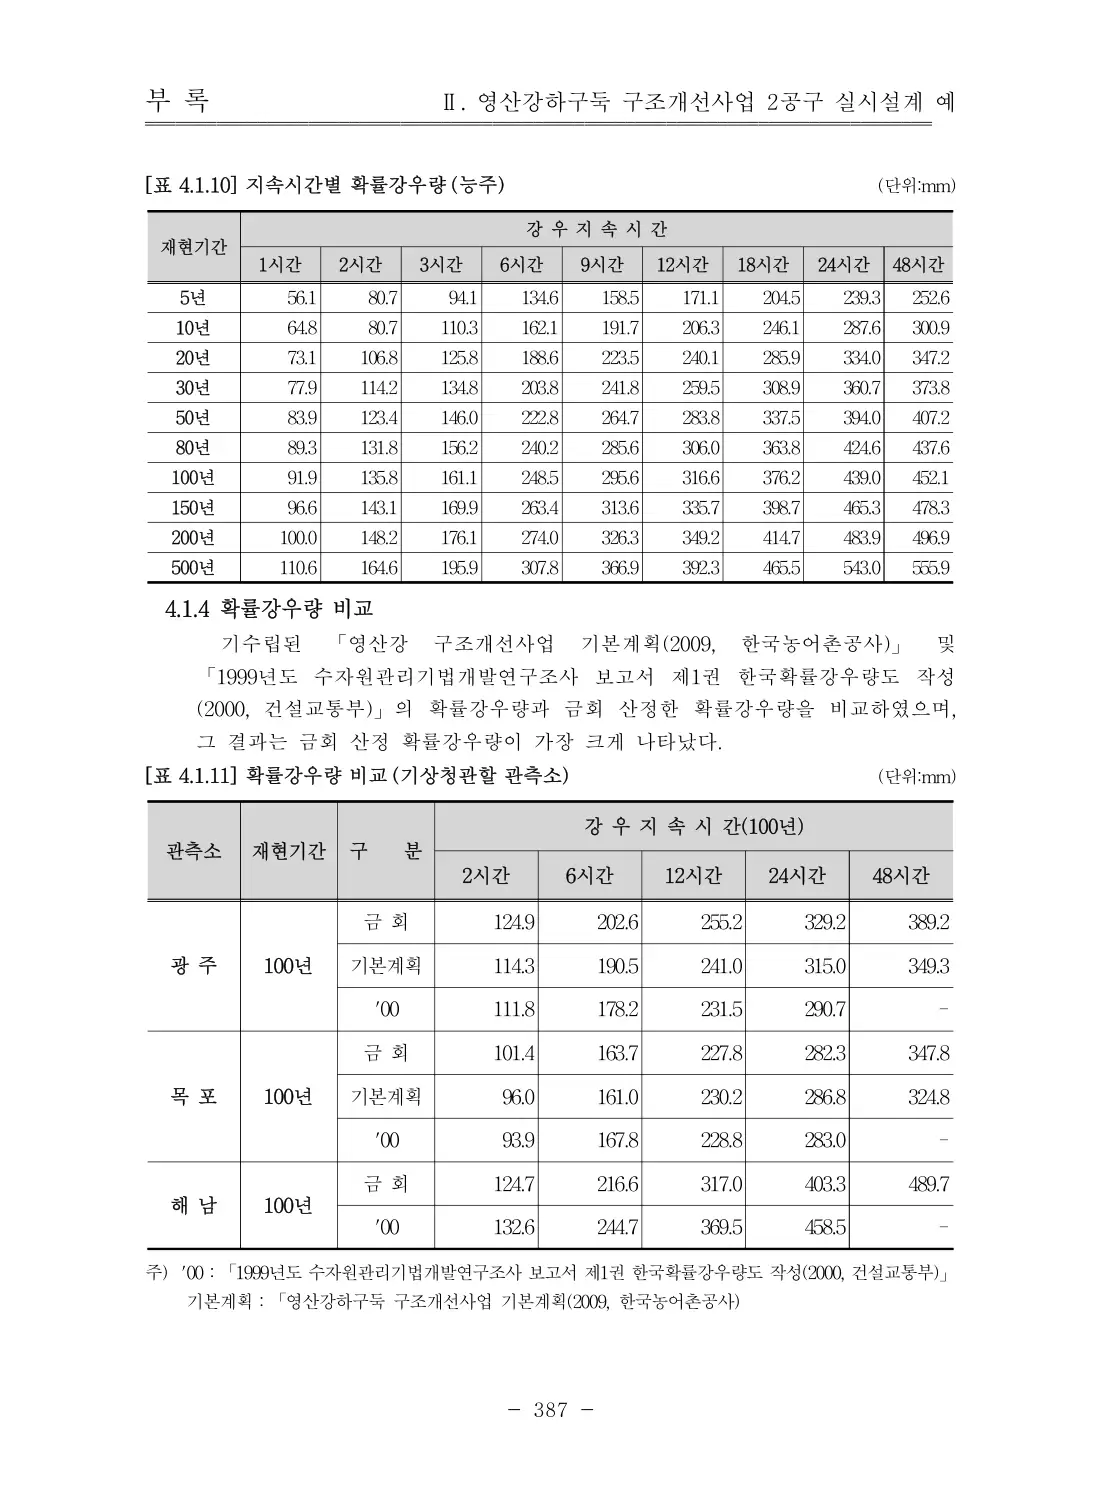 부 록
Ⅱ. 영산강하구둑 구조개선사업 2공구 실시설계 예
[표 4.1.10] 지속시간별 확률강우량(능주) (단위:mm)
재현기간 강 우 지 속 시 간
1시간 2시간 3시간 6시간 9시간 12시간 18시간 24시간 48시간
5년 56.1 80.7 94.1 134.6 158.5 171.1 204.5 239.3 252.6
10년 64.8 80.7 110.3 162.1 191.7 206.3 246.1 287.6 300.9
20년 73.1 106.8 125.8 188.6 223.5 240.1 285.9 334.0 347.2
30년 77.9 114.2 134.8 203.8 241.8 259.5 308.9 360.7 373.8
50년 83.9 123.4 146.0 222.8 264.7 283.8 337.5 394.0 407.2
80년 89.3 131.8 156.2 240.2 285.6 306.0 363.8 424.6 437.6
100년 91.9 135.8 161.1 248.5 295.6 316.6 376.2 439.0 452.1
150년 96.6 143.1 169.9 263.4 313.6 335.7 398.7 465.3 478.3
200년 100.0 148.2 176.1 274.0 326.3 349.2 414.7 483.9 496.9
500년 110.6 164.6 195.9 307.8 366.9 392.3 465.5 543.0 555.9
4.1.4 확률강우량 비교
기수립된 「영산강 구조개선사업 기본계획(2009, 한국농어촌공사)」 및
「1999년도 수자원관리기법개발연구조사 보고서 제1권 한국확률강우량도 작성
(2000, 건설교통부)」의 확률강우량과 금회 산정한 확률강우량을 비교하였으며,
그 결과는 금회 산정 확률강우량이 가장 크게 나타났다.
[표 4.1.11] 확률강우량 비교(기상청관할 관측소) (단위:mm)
관측소 재현기간 구 분 강 우 지 속 시 간(100년)
2시간 6시간 12시간 24시간 48시간
광 주 100년 금 회 124.9 202.6 255.2 329.2 389.2
기본계획 114.3 190.5 241.0 315.0 349.3
'00 111.8 178.2 231.5 290.7 -
목 포 100년 금 회 101.4 163.7 227.8 282.3 347.8
기본계획 96.0 161.0 230.2 286.8 324.8
'00 93.9 167.8 228.8 283.0 -
해 남 100년 금 회 124.7 216.6 317.0 403.3 489.7
'00 132.6 244.7 369.5 458.5 -
주) '00 : 「1999년도 수자원관리기법개발연구조사 보고서 제1권 한국확률강우량도 작성(2000, 건설교통부)」
기본계획 : 「영산강하구둑 구조개선사업 기본계획(2009, 한국농어촌공사)
- 387 -